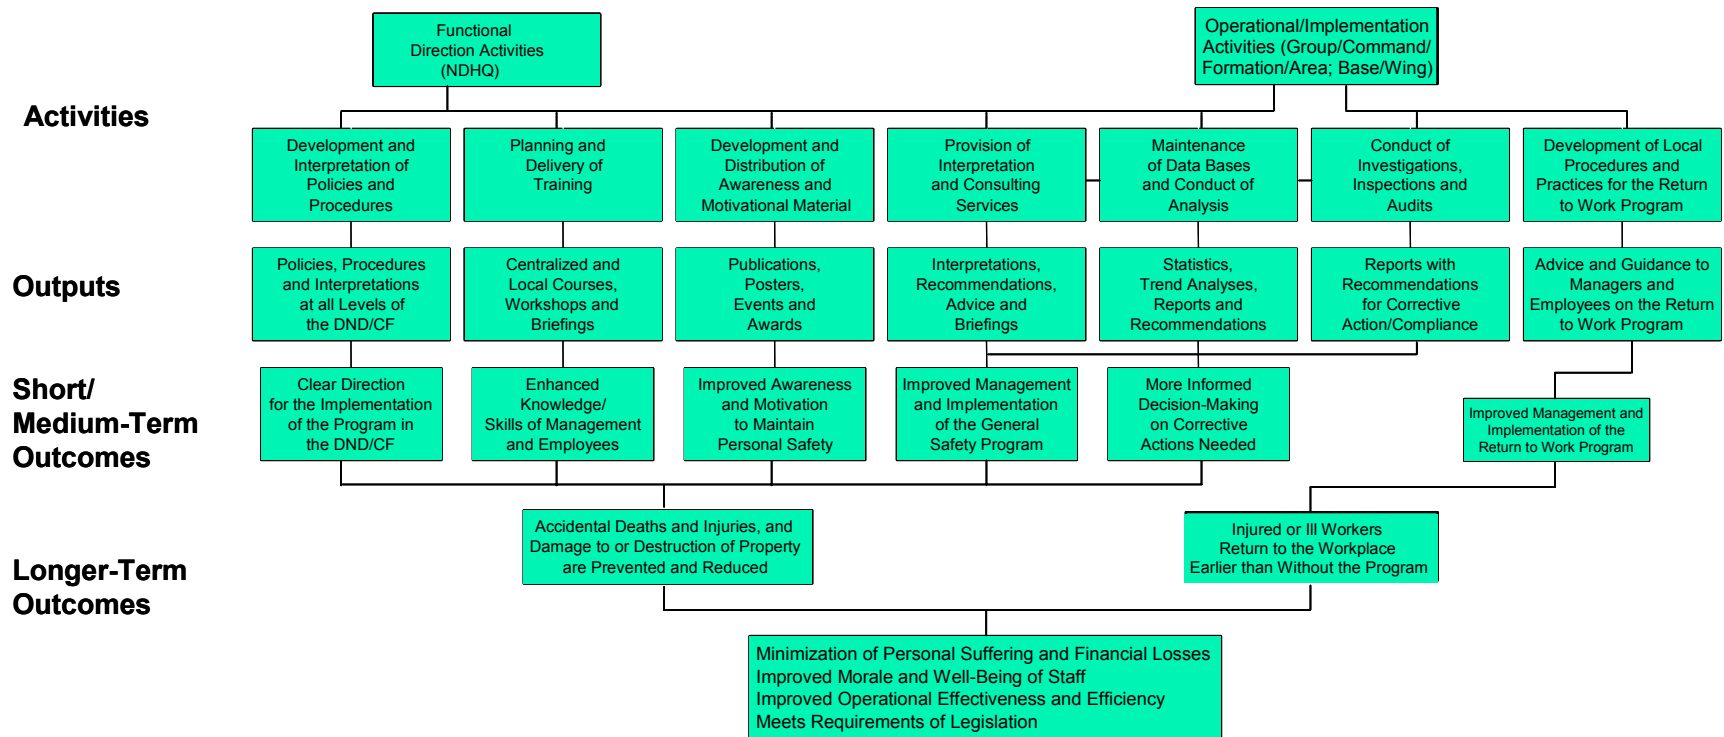 Functional
Direction Activities
(NDHQ)
Operational/Implementation
Activities (Group/Command/
Formation/Area; Base/Wing)
Activities
Development and
Interpretation of
Policies and
Procedures
Planning and
Delivery of
Training
Development and
Distribution of
Awareness and
Motivational Material
Provision of
Interpretation
and Consulting
Services
Maintenance
of Data Bases
and Conduct of
Analysis
Conduct of
Investigations,
Inspections and
Audits
Development of Local
Procedures and
Practices for the Return
to Work Program
Outputs
Policies, Procedures
and Interpretations
at all Levels of
the DND/CF
Centralized and
Local Courses,
Workshops and
Briefings
Publications,
Posters,
Events and
Awards
Interpretations,
Recommendations,
Advice and
Briefings
Statistics,
Trend Analyses,
Reports and
Recommendations
Reports with
Recommendations
for Corrective
Action/Compliance
Advice and Guidance to
Managers and
Employees on the Return
to Work Program
Short/
Medium-Term
Outcomes
Clear Direction
for the Implementation
of the Program in
the DND/CF
Enhanced
Knowledge/
Skills of Management
and Employees
Improved Awareness
and Motivation
to Maintain
Personal Safety
Improved Management
and Implementation
of the General
Safety Program
More Informed
Decision-Making
on Corrective
Actions Needed
Improved Management and
Implementation of the
Return to Work Program
Longer-Term
Outcomes
Accidental Deaths and Injuries, and
Damage to or Destruction of Property
are Prevented and Reduced
Injured or Ill Workers
Return to the Workplace
Earlier than Without the Program
Minimization of Personal Suffering and Financial Losses
Improved Morale and Well-Being of Staff
Improved Operational Effectiveness and Efficiency
Meets Requirements of Legislation